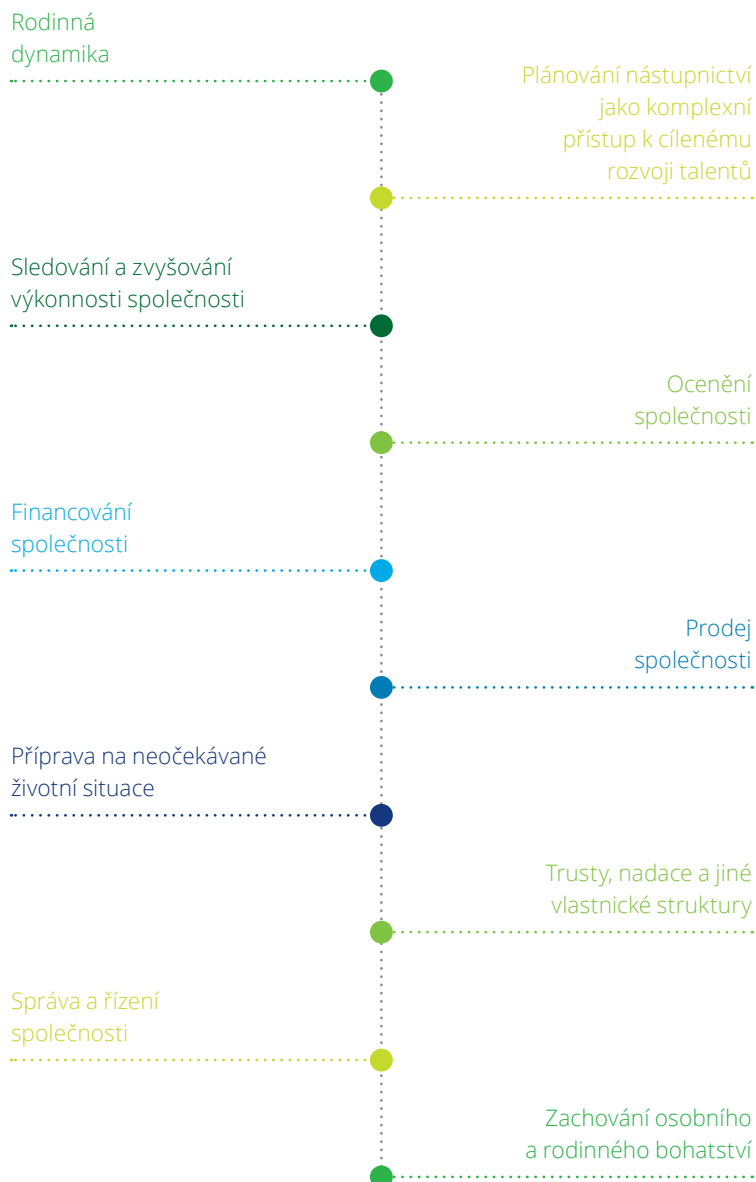 Rodinná
dynamika
Plánování nástupnictví
jako komplexní
přístup k cílenému
rozvoji talentů
Sledování a zvyšování
výkonnosti společnosti
Ocenění
společnosti
Financování
společnosti
Prodej
společnosti
Příprava na neočekávané
životní situace
Trusty, nadace a jiné
vlastnické struktury
Správa a řízení
společnosti
Zachování osobního
a rodinného bohatství